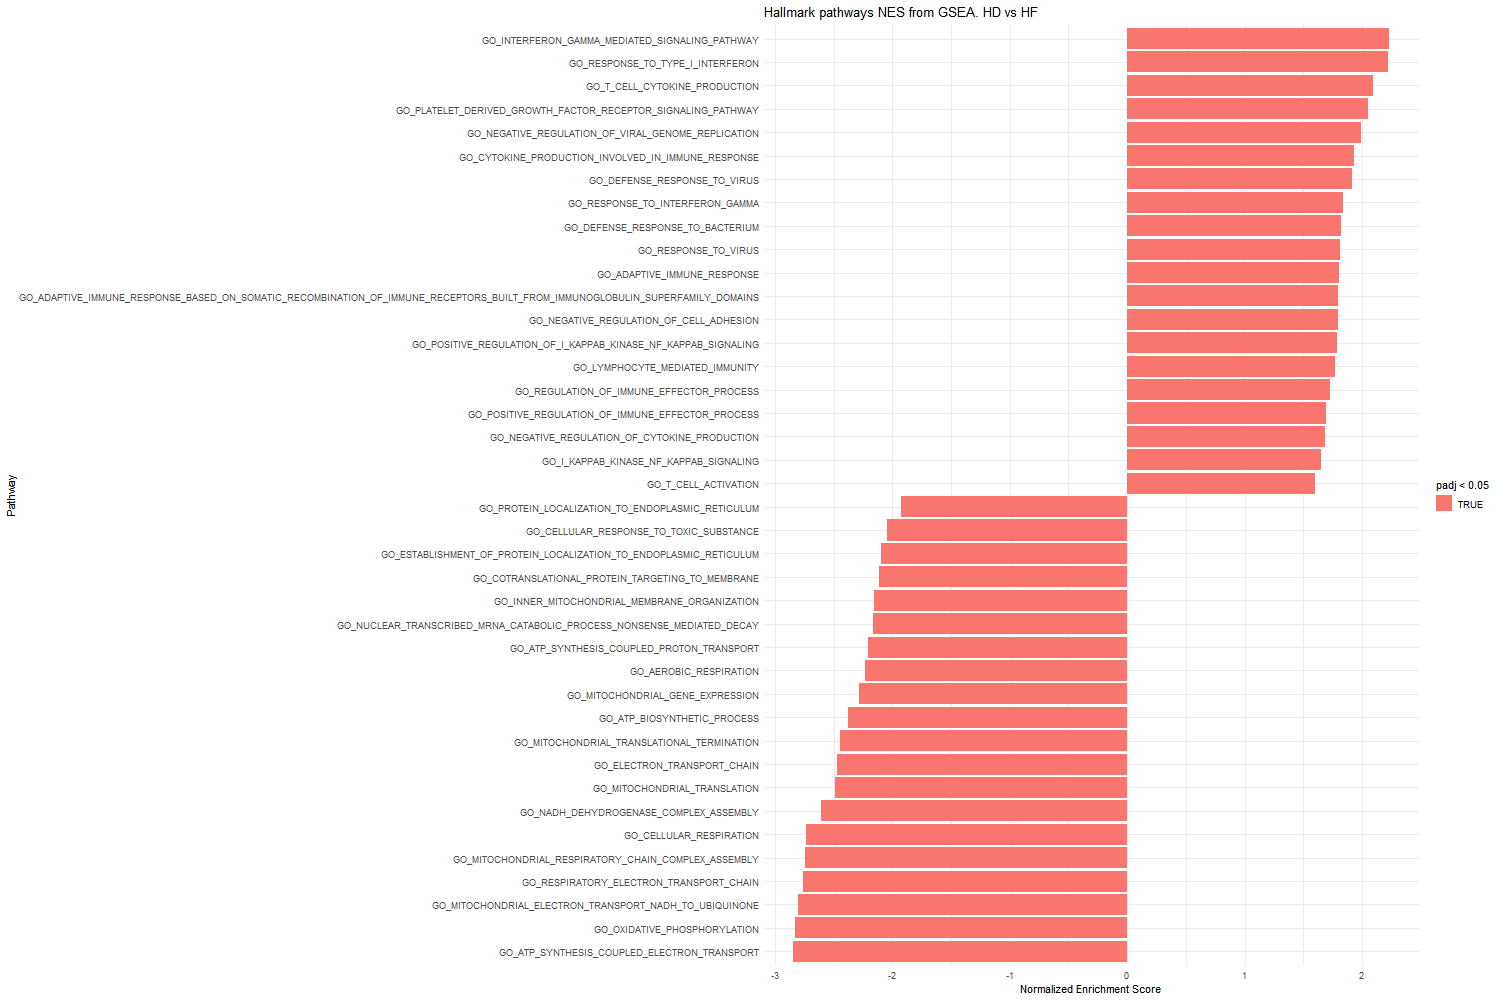 Hallmark pathways NES from GSEA. HD vs HF
GO_INTERFERON_GAMMA_MEDIATED_SIGNALING_PATHWAY
GO_RESPONSE_TO_TYPE_I_INTERFERON
GO_T_CELL_CYTOKINE_PRODUCTION
GO_PLATELET_DERIVED_GROWTH_FACTOR_RECEPTOR_SIGNALING_PATHWAY
GO_NEGATIVE_REGULATION_OF_VIRAL_GENOME_REPLICATION
GO_CYTOKINE_PRODUCTION_INVOLVED_IN_IMMUNE_RESPONSE
GO_DEFENSE_RESPONSE_TO_VIRUS
GO_RESPONSE_TO_INTERFERON_GAMMA
GO_DEFENSE_RESPONSE_TO_BACTERIUM
GO_RESPONSE_TO_VIRUS
GO_ADAPTIVE_IMMUNE_RESPONSE
GO_ADAPTIVE_IMMUNE_RESPONSE_BASED_ON_SOMATIC_RECOMBINATION_OF_IMMUNE_RECEPTORS_BUILT_FROM_IMMUNOGLOBULIN_SUPERFAMILY_DOMAINS
GO_NEGATIVE_REGULATION_OF_CELL_ADHESION
GO_POSITIVE_REGULATION_OF_I_KAPPAB_KINASE_NF_KAPPAB_SIGNALING
GO_LYMPHOCYTE_MEDIATED_IMMUNITY
GO_REGULATION_OF_IMMUNE_EFFECTOR_PROCESS
GO_POSITIVE_REGULATION_OF_IMMUNE_EFFECTOR_PROCESS
GO_NEGATIVE_REGULATION_OF_CYTOKINE_PRODUCTION
GO_I_KAPPAB_KINASE_NF_KAPPAB_SIGNALING
GO_T_CELL_ACTIVATION
GO_PROTEIN_LOCALIZATION_TO_ENDOPLASMIC_RETICULUM
GO_CELLULAR_RESPONSE_TO_TOXIC_SUBSTANCE
GO_ESTABLISHMENT_OF_PROTEIN_LOCALIZATION_TO_ENDOPLASMIC_RETICULUM
GO_COTRANSLATIONAL_PROTEIN_TARGETING_TO_MEMBRANE
GO_INNER_MITOCHONDRIAL_MEMBRANE_ORGANIZATION
GO_NUCLEAR_TRANSCRIBED_MRNA_CATABOLIC_PROCESS_NONSENSE_MEDIATED_DECAY
GO_ATP_SYNTHESIS_COUPLED_PROTON_TRANSPORT
GO_AEROBIC_RESPIRATION
GO_MITOCHONDRIAL_GENE_EXPRESSION
GO_ATP_BIOSYNTHETIC_PROCESS
GO_MITOCHONDRIAL_TRANSLATIONAL_TERMINATION
GO_ELECTRON_TRANSPORT_CHAIN
GO_MITOCHONDRIAL_TRANSLATION
GO_NADH_DEHYDROGENASE_COMPLEX_ASSEMBLY
GO_CELLULAR_RESPIRATION
GO_MITOCHONDRIAL_RESPIRATORY_CHAIN_COMPLEX_ASSEMBLY
GO_RESPIRATORY_ELECTRON_TRANSPORT_CHAIN
GO_MITOCHONDRIAL_ELECTRON_TRANSPORT_NADH_TO_UBIQUINONE
GO_OXIDATIVE_PHOSPHORYLATION
GO_ATP_SYNTHESIS_COUPLED_ELECTRON_TRANSPORT
Pathway
-3 -2 -1 0 1 2
Normalized Enrichment Score
padj < 0.05
TRUE